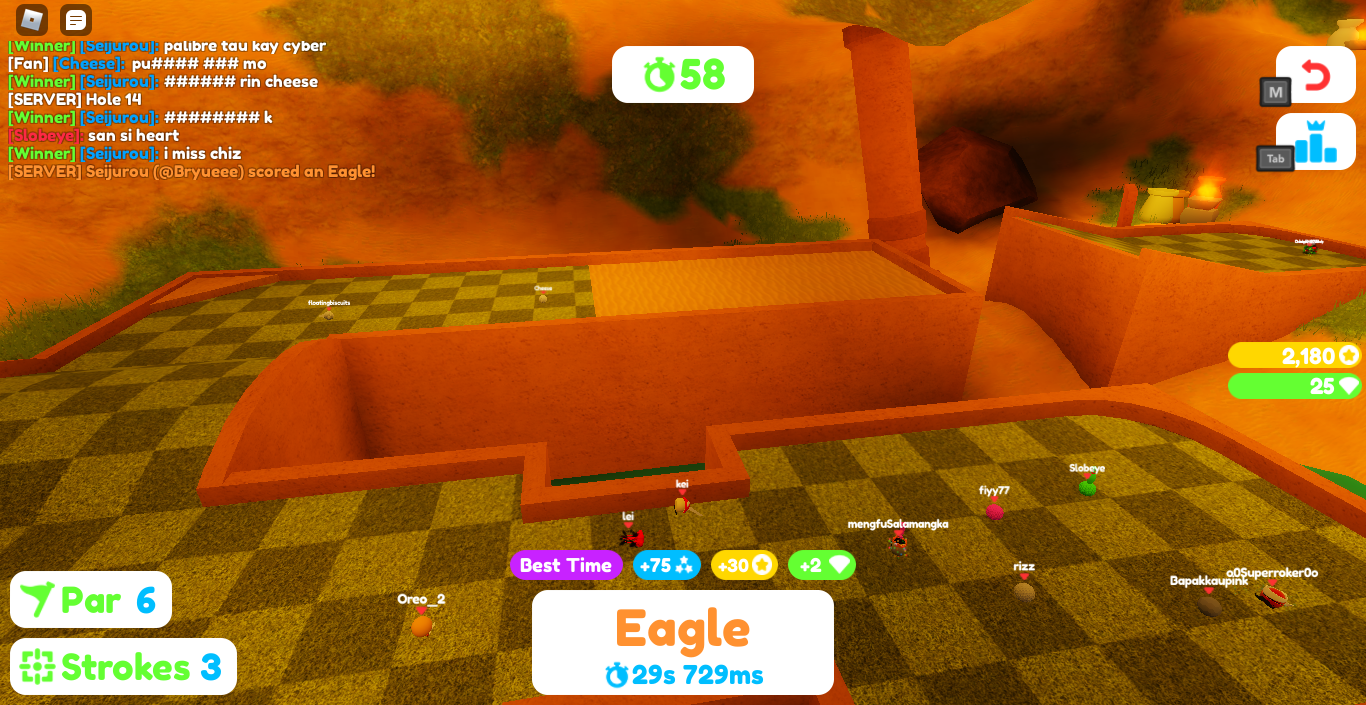 [Winner] [Seijurou]: palibre tau kay cyber
[Fan] [Cheese]: pu#### ### mo
[Winner] [Seijurou]: ###### rin cheese
[SERVER] Hole 14
[Winner] [Seijurou]: ######## k
[Slobeye]: san si heart
[Winner] [Seijurou]: i miss chiz
[SERVER] Seijurou (@Bryueee) scored an Eagle!
58
M
Tab
floatingbiscuits
Cheese
2,180
25
Slobeye
kei
fiyy77
lei
mengfuSalamangka
rizz
Bapakkaupink
a0Superroker0o
Oreo_2
Best Time
+75
+30
+2
Par 6
Strokes 3
Eagle
29s 729ms